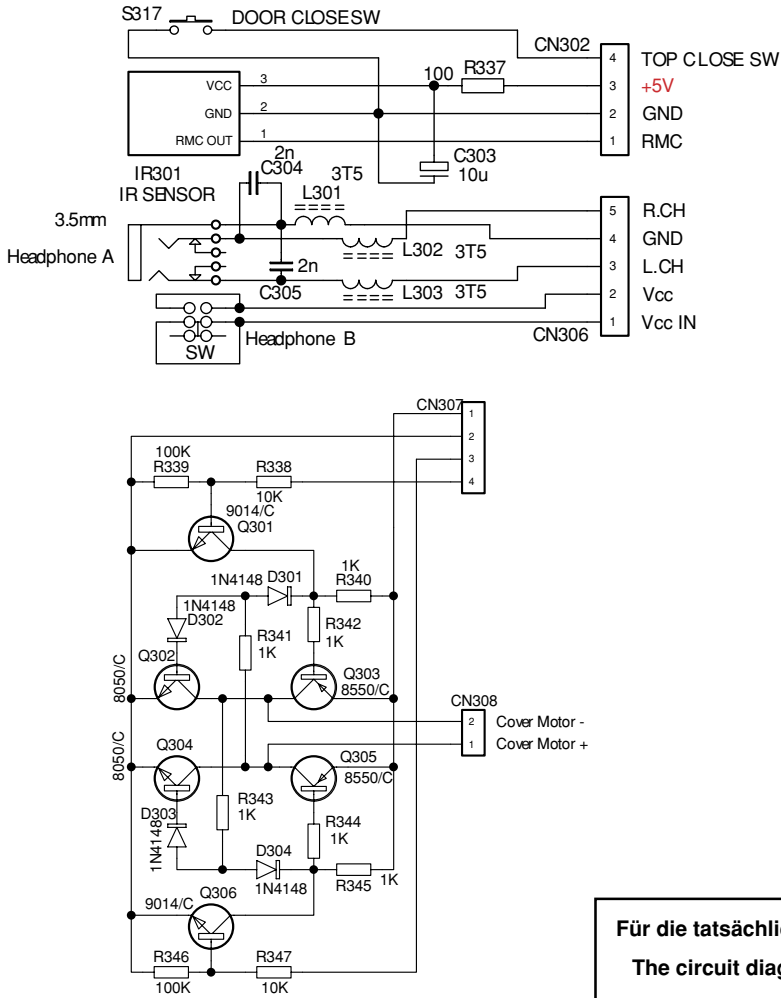 S317 DOOR CLOSESW
CN302
4 TOP CLOSE SW
VCC 3 100 R337 3 +5V
GND 2 2 GND
RMC OUT 1 1 RMC
IR301
IR SENSOR
2n
C304
C303
10u
3T5
L301
3.5mm
Headphone A
5 R.CH
4 GND
L302 3T5
3 L.CH
2n
C305
L303 3T5
2 Vcc
1 Vcc IN
SW
Headphone B
CN306
CN307
1
2
3
4
100K
R339
R338
10K
9014/C
Q301
1N4148 D301
1K
R340
1N4148
D302
R341
1K
R342
1K
8050/C
Q302
Q303
8550/C
CN308
2 Cover Motor -
1 Cover Motor +
8050/C
Q304
Q305
8550/C
D303
1N4148
R343
1K
R344
1K
D304
1N4148
R345 1K
9014/C
Q306
R346
100K
R347
10K
Für die tatsächli
The circuit diag